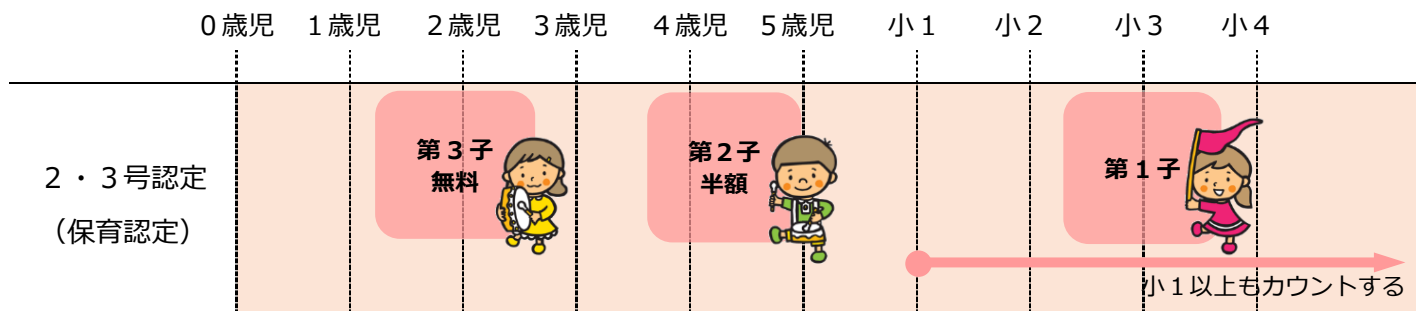 0歳児 1歳児 2歳児 3歳児 4歳児 5歳児 小1 小2 小3 小4
2・3号認定
(保育認定)
第3子
無料
第2子
半額
第1子
小1以上もカウントする